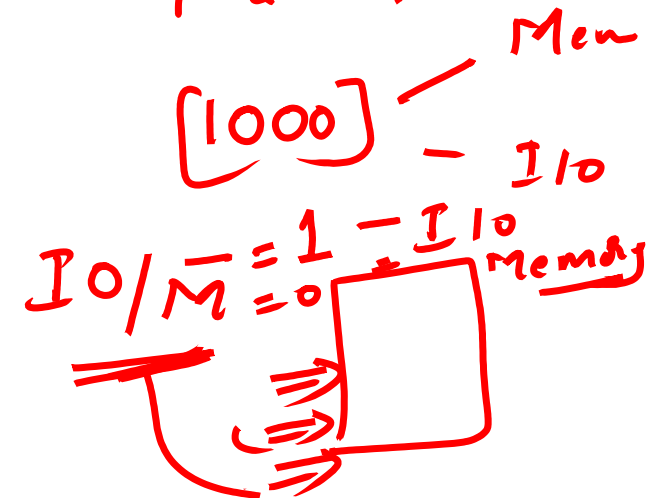 Mem
[1000]
I/O
IO/M̅ = 1 - I/O
= 0 - Memory